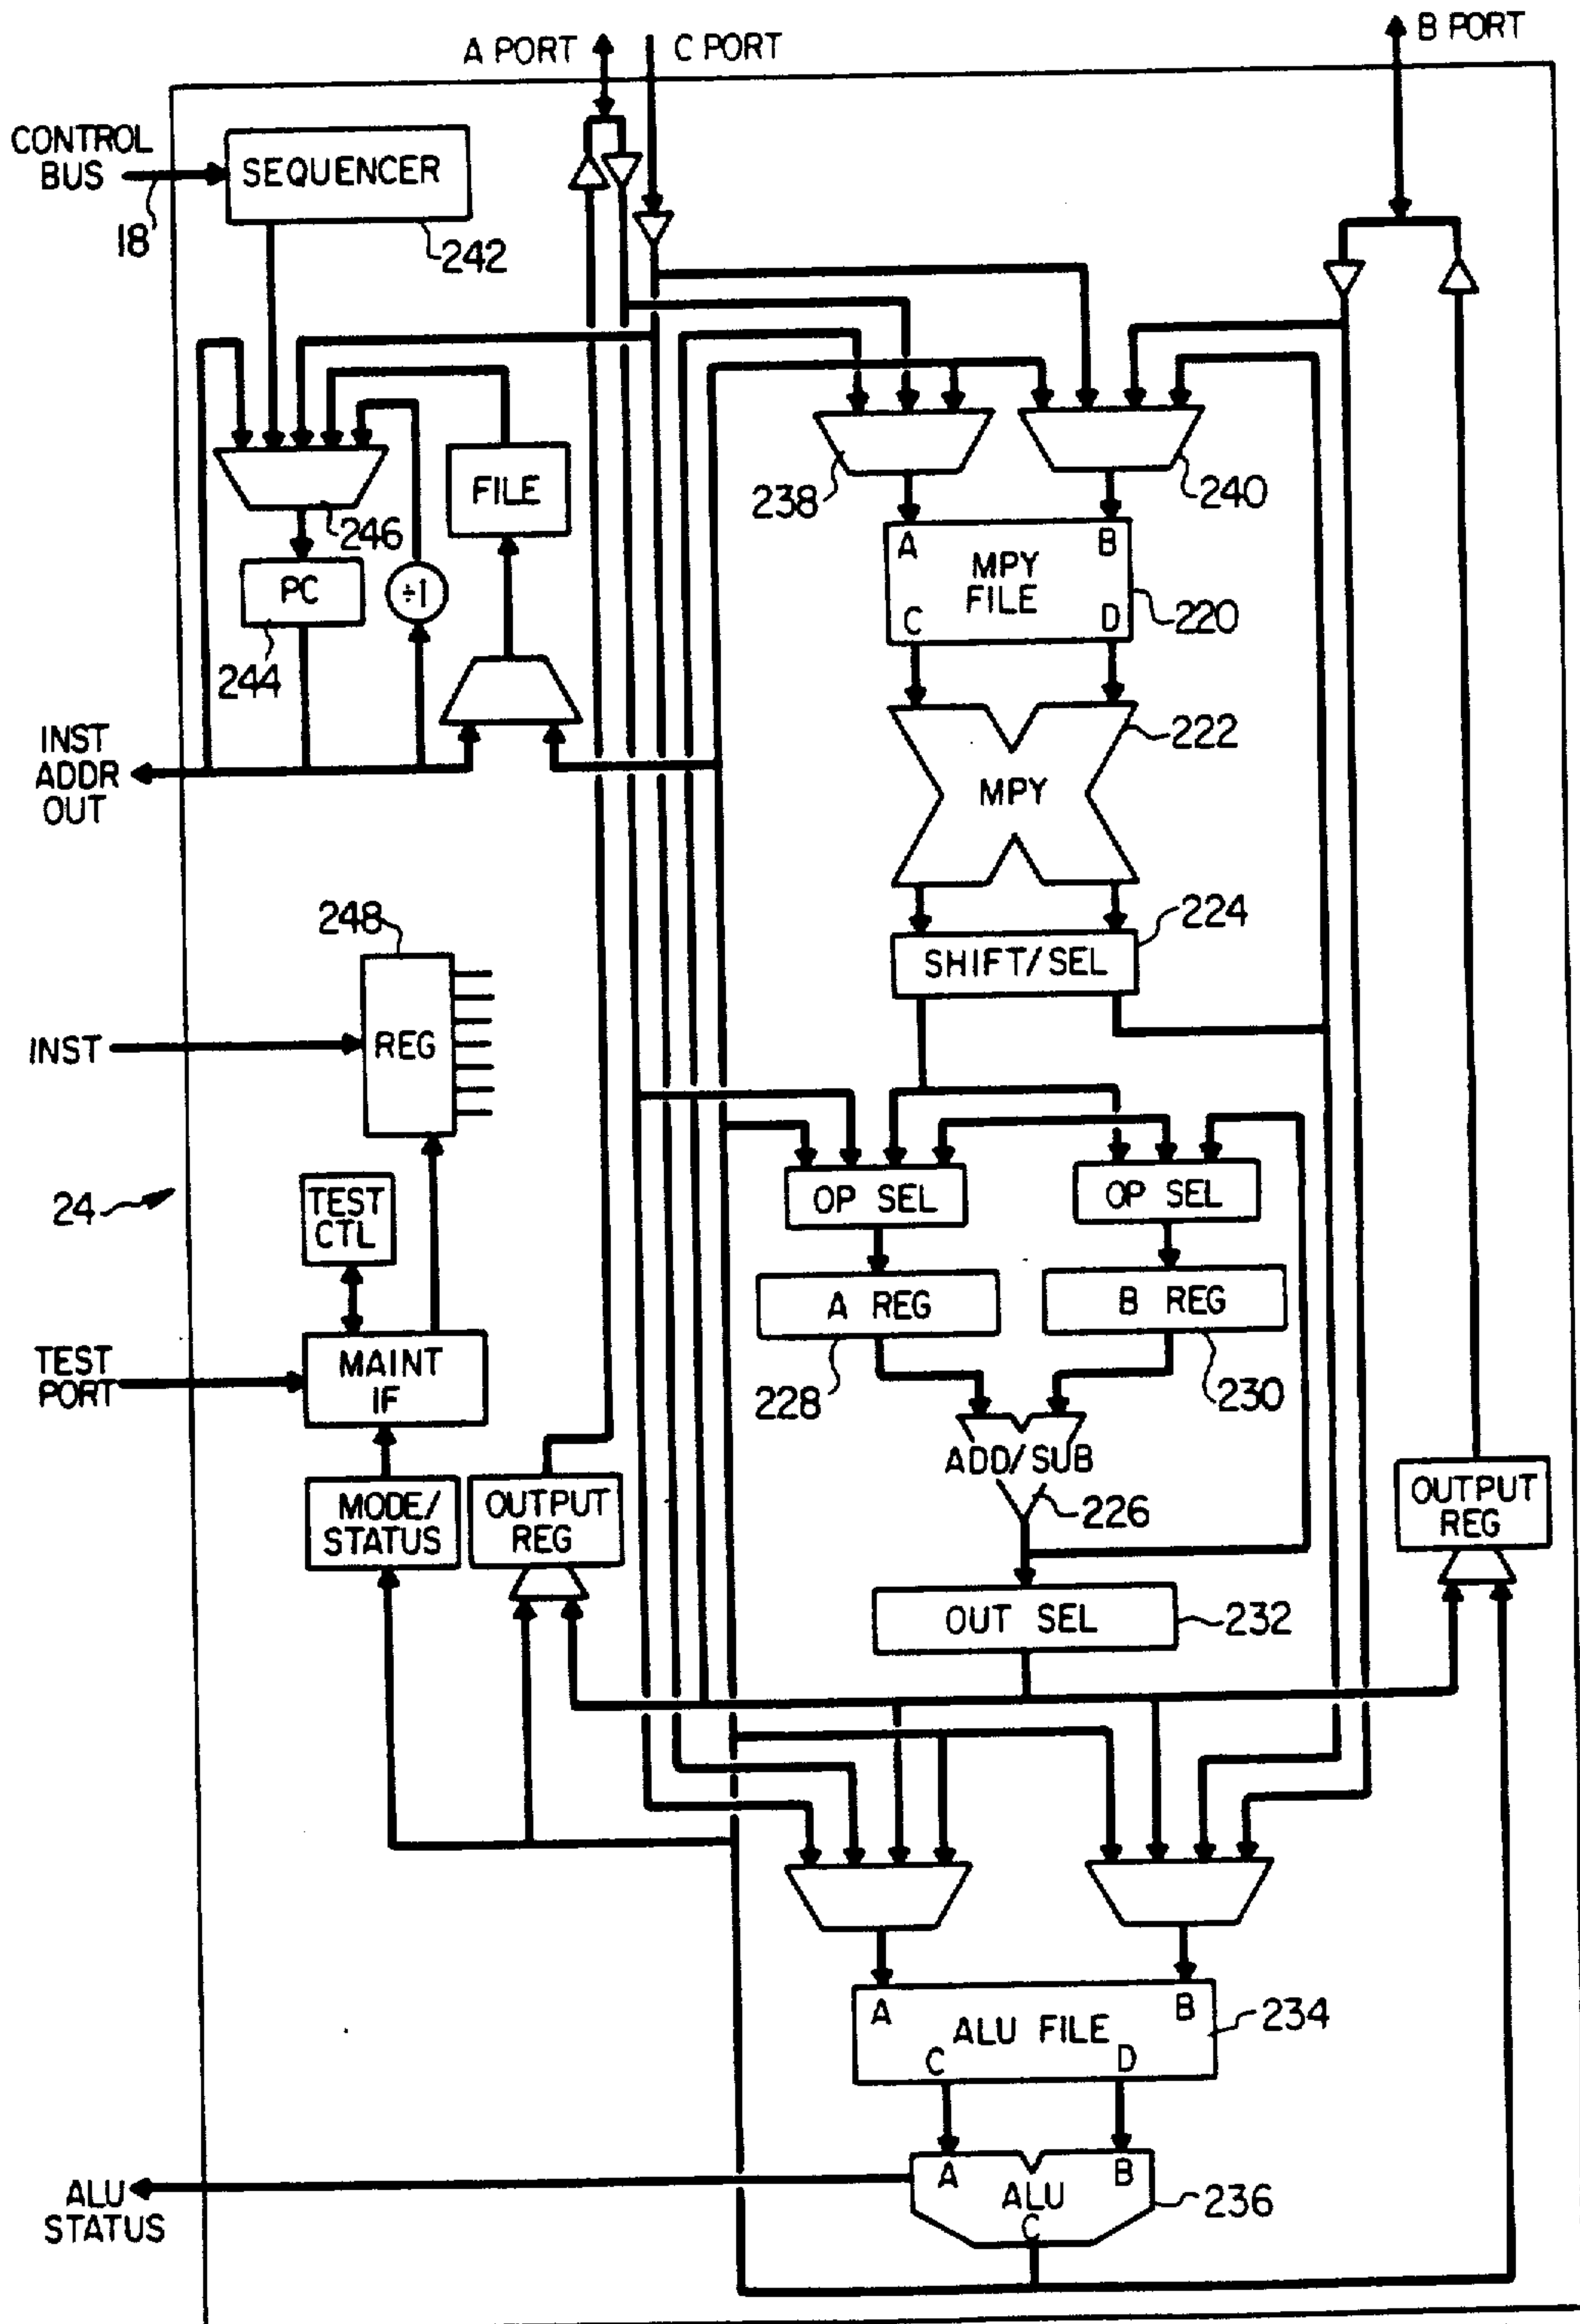 A PORT
C PORT
B PORT
CONTROL
BUS
18
SEQUENCER
242
FILE
246
PC
÷1
244
INST
ADDR
OUT
238
240
A
B
MPY
FILE
C
D
220
MPY
222
SHIFT/SEL
224
248
REG
INST
24
TEST
CTL
OP SEL
OP SEL
A REG
B REG
228
230
TEST
PORT
MAINT
IF
ADD/SUB
226
MODE/
STATUS
OUTPUT
REG
OUTPUT
REG
OUT SEL
232
A
B
ALU FILE
C
D
234
A
B
ALU
C
236
ALU
STATUS